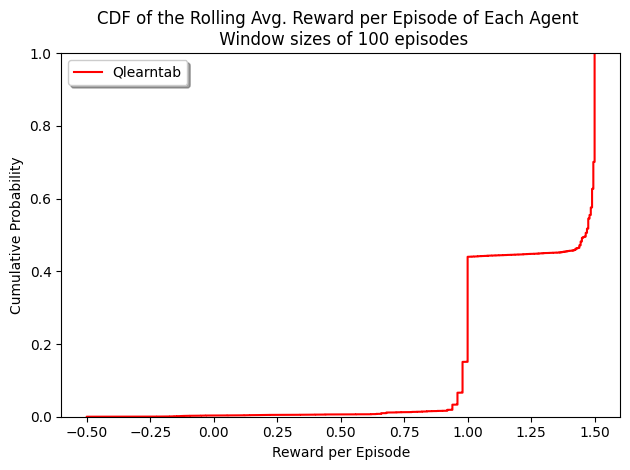 CDF of the Rolling Avg. Reward per Episode of Each Agent
Window sizes of 100 episodes
Qlearntab
Cumulative Probability
1.0
0.8
0.6
0.4
0.2
0.0
−0.50 −0.25 0.00 0.25 0.50 0.75 1.00 1.25 1.50
Reward per Episode